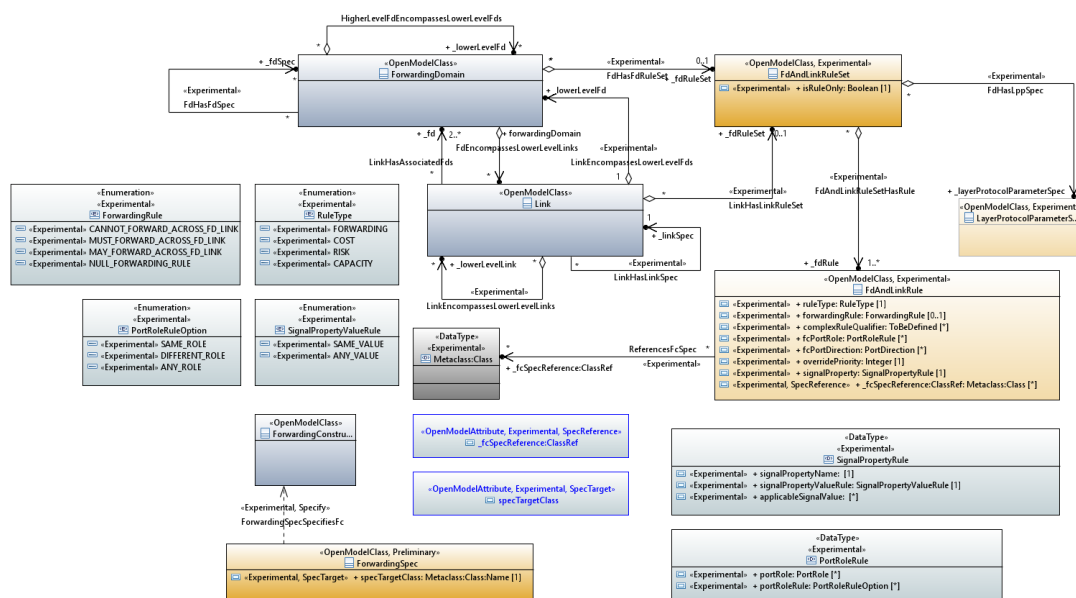 HigherLevelFdEncompassesLowerLevelFds
*
*
+ _lowerLevelFd
+ _fdSpec
*
«Experimental»
FdHasFdSpec
*
«OpenModelClass»
ForwardingDomain
*
«Experimental»
FdHasFdRuleSet
0..1
+ _fdRuleSet
«OpenModelClass, Experimental»
FdAndLinkRuleSet
«Experimental» + isRuleOnly: Boolean [1]
*
«Experimental»
FdHasLppSpec
*
+ _lowerLevelFd
+ _fd
2..*
+ forwardingDomain
*
FdEncompassesLowerLevelLinks
LinkHasAssociatedFds
*
*
«Experimental»
LinkEncompassesLowerLevelFds
1
+ _fdRuleSet
0..1
*
«Experimental»
LinkHasLinkRuleSet
*
«Experimental»
FdAndLinkRuleSetHasRule
+ _fdRule
1..*
+ _layerProtocolParameterSpec
*
«OpenModelClass, Experiment...
LayerProtocolParameterS...
«OpenModelClass»
Link
1
+ _linkSpec
*
«Experimental»
LinkHasLinkSpec
+ _lowerLevelLink
*
*
«Experimental»
LinkEncompassesLowerLevelLinks
«Enumeration»
«Experimental»
ForwardingRule
«Experimental» CANNOT_FORWARD_ACROSS_FD_LINK
«Experimental» MUST_FORWARD_ACROSS_FD_LINK
«Experimental» MAY_FORWARD_ACROSS_FD_LINK
«Experimental» NULL_FORWARDING_RULE
«Enumeration»
«Experimental»
RuleType
«Experimental» FORWARDING
«Experimental» COST
«Experimental» RISK
«Experimental» CAPACITY
«Enumeration»
«Experimental»
PortRoleRuleOption
«Experimental» SAME_ROLE
«Experimental» DIFFERENT_ROLE
«Experimental» ANY_ROLE
«Enumeration»
«Experimental»
SignalPropertyValueRule
«Experimental» SAME_VALUE
«Experimental» ANY_VALUE
«DataType»
«Experimental»
Metaclass:Class
*
ReferencesFcSpec
*
+ _fcSpecReference:ClassRef
«Experimental»
«OpenModelClass, Experimental»
FdAndLinkRule
«Experimental» + ruleType: RuleType [1]
«Experimental» + forwardingRule: ForwardingRule [0..1]
«Experimental» + complexRuleQualifier: ToBeDefined [*]
«Experimental» + fcPortRole: PortRoleRule [*]
«Experimental» + fcPortDirection: PortDirection [*]
«Experimental» + overridePriority: Integer [1]
«Experimental» + signalProperty: SignalPropertyRule [1]
«Experimental, SpecReference» + _fcSpecReference:ClassRef: Metaclass:Class [*]
«OpenModelClass»
ForwardingConstru...
«Experimental, Specify»
ForwardingSpecSpecifiesFc
«OpenModelClass, Preliminary»
ForwardingSpec
«Experimental, SpecTarget» + specTargetClass: Metaclass:Class:Name [1]
«OpenModelAttribute, Experimental, SpecReference»
_fcSpecReference:ClassRef
«OpenModelAttribute, Experimental, SpecTarget»
specTargetClass
«DataType»
«Experimental»
SignalPropertyRule
«Experimental» + signalPropertyName: [1]
«Experimental» + signalPropertyValueRule: SignalPropertyValueRule [1]
«Experimental» + applicableSignalValue: [*]
«DataType»
«Experimental»
PortRoleRule
«Experimental» + portRole: PortRole [*]
«Experimental» + portRoleRule: PortRoleRuleOption [*]